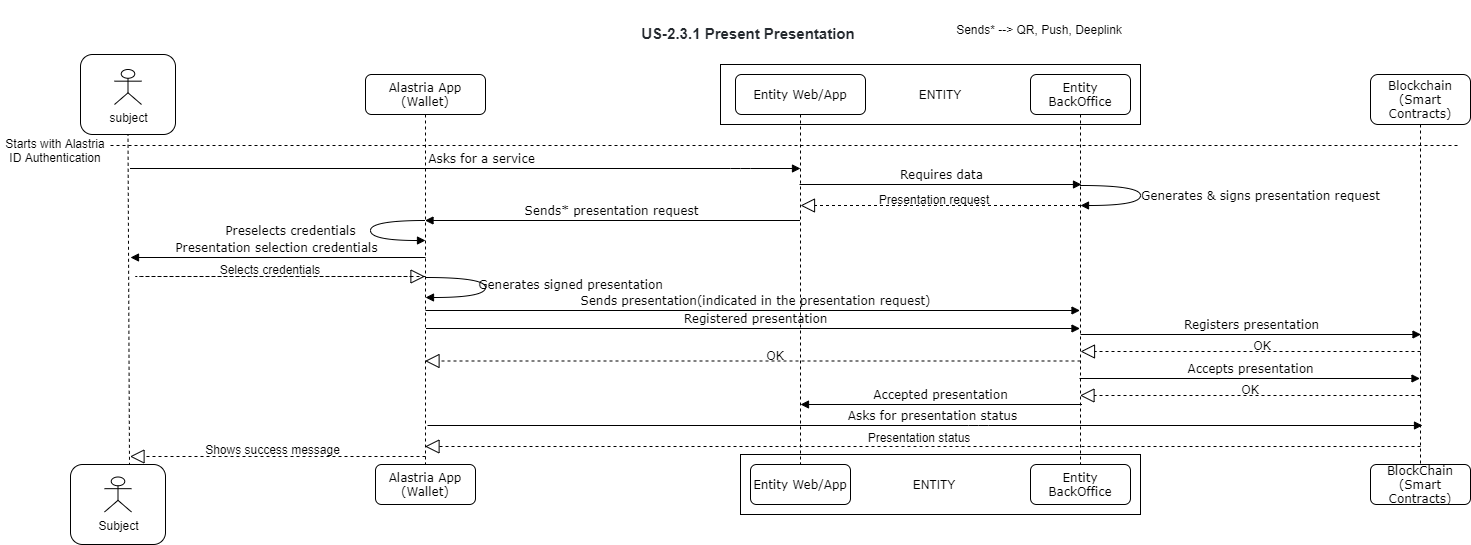 US-2.3.1 Present Presentation
Sends* --> QR, Push, Deeplink
subject
Alastria App
(Wallet)
Entity Web/App
ENTITY
Entity
BackOffice
Blockchain
(Smart
Contracts)
Starts with Alastria
ID Authentication
Asks for a service
Requires data
Generates & signs presentation request
Presentation request
Sends* presentation request
Preselects credentials
Presentation selection credentials
Selects credentials
Generates signed presentation
Sends presentation(indicated in the presentation request)
Registered presentation
Registers presentation
OK
OK
Accepts presentation
OK
Accepted presentation
Asks for presentation status
Presentation status
Shows success message
Subject
Alastria App
(Wallet)
Entity Web/App
ENTITY
Entity
BackOffice
BlockChain
(Smart
Contracts)